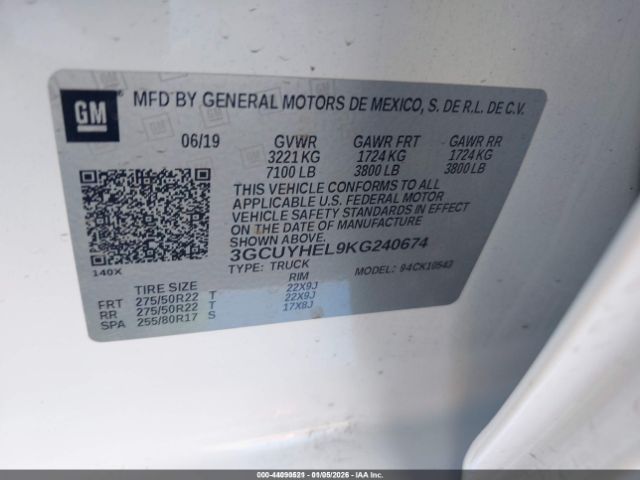 GM ® MFD BY GENERAL MOTORS DE MEXICO, S. DE R.L. DE C.V.
06/19 GVWR GAWR FRT GAWR RR
3221 KG 1724 KG 1724 KG
7100 LB 3800 LB 3800 LB
THIS VEHICLE CONFORMS TO ALL
APPLICABLE U.S. FEDERAL MOTOR
VEHICLE SAFETY STANDARDS IN EFFECT
ON THE DATE OF MANUFACTURE
SHOWN ABOVE.
3GCUYHEL9KG240674
140X TYPE: TRUCK MODEL: 94CK10543
TIRE SIZE RIM
FRT 275/50R22 T 22X9J
RR 275/50R22 T 22X9J
SPA 255/80R17 S 17X8J
000-44090521 - 01/05/2026 - IAA Inc.